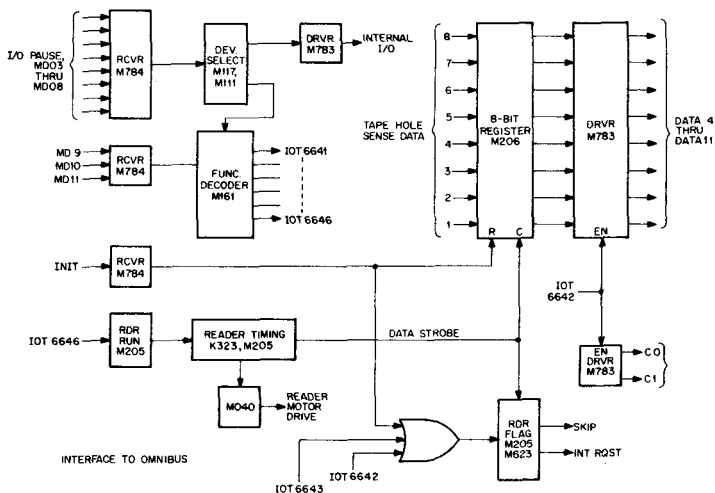 I/O PAUSE,
MD03
THRU
MD08
RCVR
M784
DEV.
SELECT
M117,
M111
DRVR
M783
INTERNAL
I/O
MD 9
MD10
MD11
RCVR
M784
FUNC.
DECODER
M161
IOT 6641
IOT 6646
INIT
RCVR
M784
IOT 6646
RDR
RUN
M205
READER TIMING
K323, M205
DATA STROBE
M040
READER
MOTOR
DRIVE
TAPE HOLE
SENSE DATA
8
7
6
5
4
3
2
1
8-BIT
REGISTER
M206
R C
DRVR
M783
EN
DATA 4
THRU
DATA 11
IOT
6642
EN
DRVR
M783
C0
C1
RDR
FLAG
M205
M623
SKIP
INT RQST
IOT 6642
IOT 6643
INTERFACE TO OMNIBUS